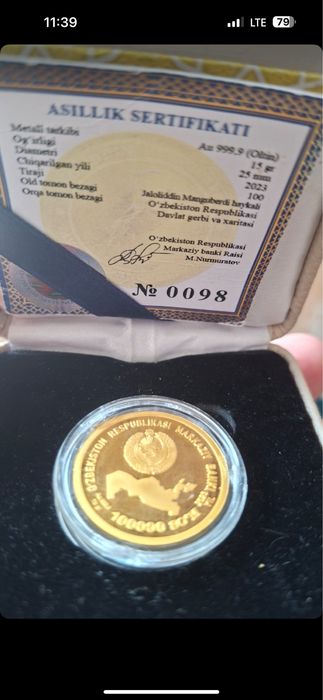 11:39
LTE 79
ASILLIK SERTIFIKATI
Metall tarkibi Au 999,9 (Oltin)
Og'irligi 15 gr
Diametri 25 mm
Chiqarilgan yili 2023
Tiraji 100
Old tomon bezagi Jaloliddin Manguberdi haykali
Orqa tomon bezagi O'zbekiston Respublikasi
Davlat gerbi va xaritasi
O'zbekiston Respublikasi
Markaziy banki Raisi
M.Nurmuratov
№ 0098
O'ZBEKISTON RESPUBLIKASI MARKAZIY BANKI
100000 SO'M